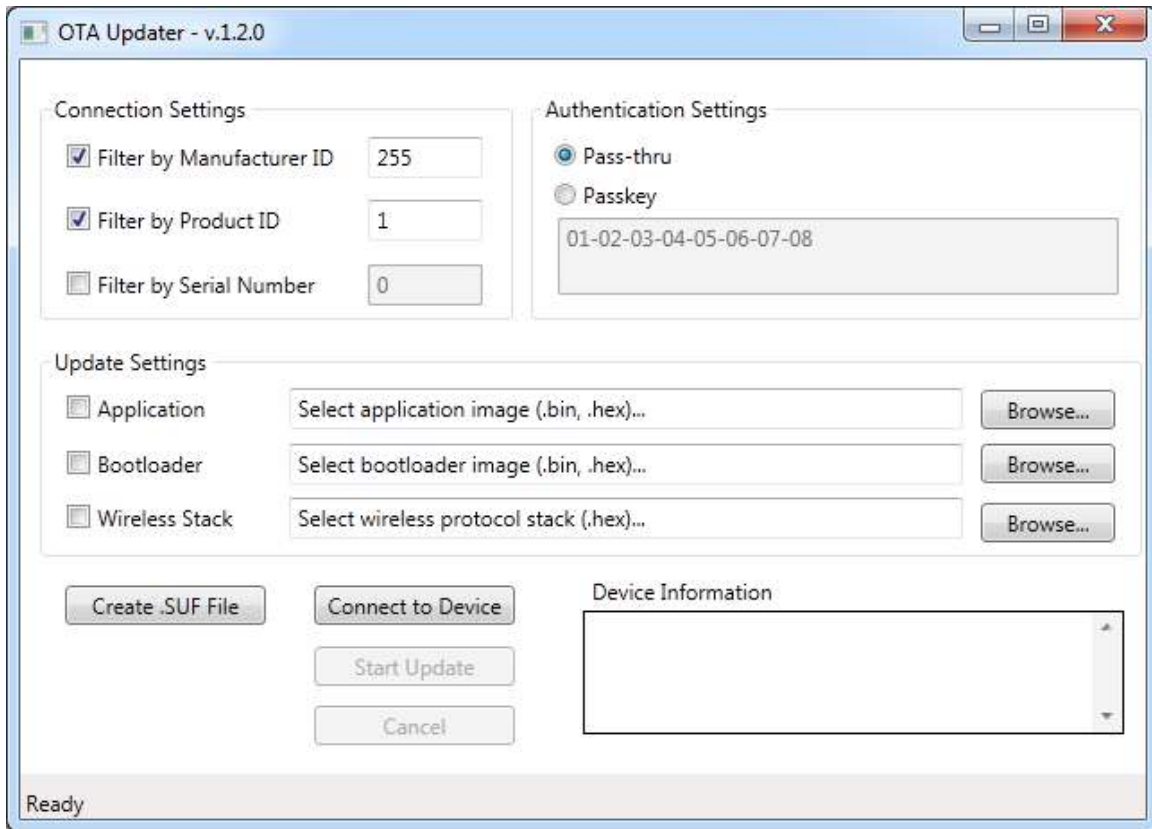 OTA Updater - v.1.2.0
Connection Settings
Filter by Manufacturer ID 255
Filter by Product ID 1
Filter by Serial Number 0
Authentication Settings
Pass-thru
Passkey
01-02-03-04-05-06-07-08
Update Settings
Application Select application image (.bin, .hex)... Browse...
Bootloader Select bootloader image (.bin, .hex)... Browse...
Wireless Stack Select wireless protocol stack (.hex)... Browse...
Create .SUF File Connect to Device
Start Update
Cancel
Device Information
Ready